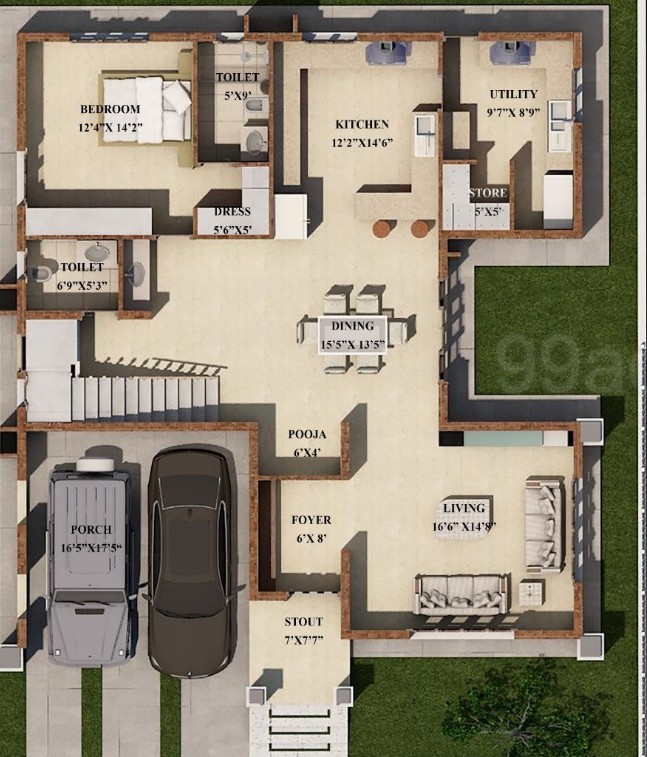 TOILET
5'X9'
BEDROOM
12'4"X 14'2"
KITCHEN
12'2"X14'6"
UTILITY
9'7"X 8'9"
STORE
5'X5'
DRESS
5'6"X5'
TOILET
6'9"X5'3"
DINING
15'5"X 13'5"
POOJA
6'X4'
LIVING
16'6" X14'8"
FOYER
6'X 8'
PORCH
16'5"X17'5"
STOUT
7'X7'7"